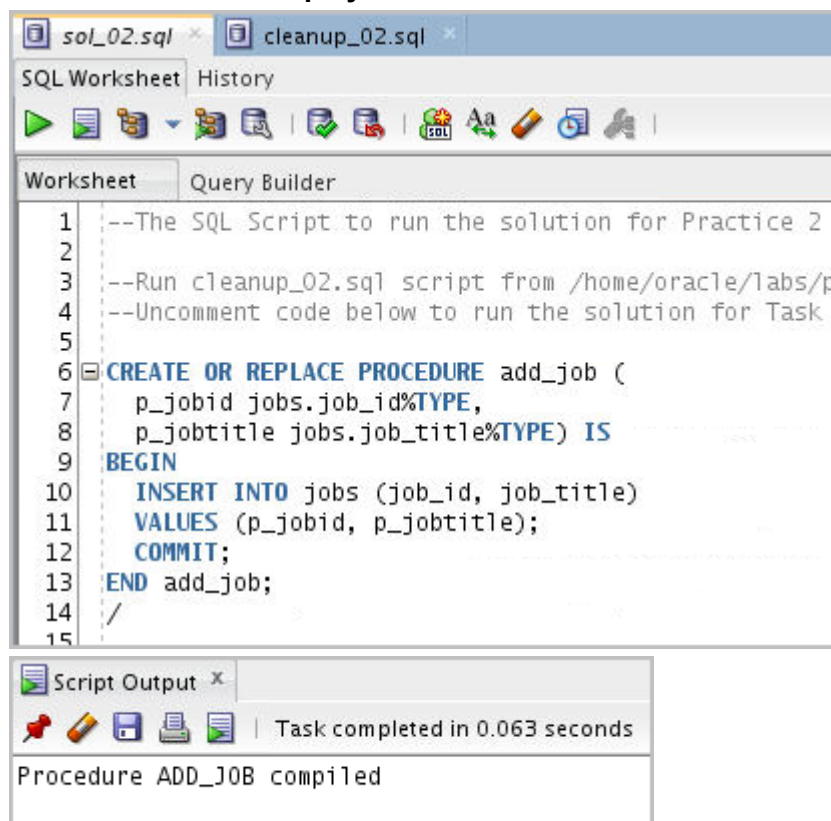 sol_02.sql
cleanup_02.sql
SQL Worksheet History
Worksheet Query Builder
1 --The SQL Script to run the solution for Practice 2
2
3 --Run cleanup_02.sql script from /home/oracle/labs/p
4 --Uncomment code below to run the solution for Task
5
6 CREATE OR REPLACE PROCEDURE add_job (
7 p_jobid jobs.job_id%TYPE,
8 p_jobtitle jobs.job_title%TYPE) IS
9 BEGIN
10 INSERT INTO jobs (job_id, job_title)
11 VALUES (p_jobid, p_jobtitle);
12 COMMIT;
13 END add_job;
14 /
15
Script Output x
Task completed in 0.063 seconds
Procedure ADD_JOB compiled